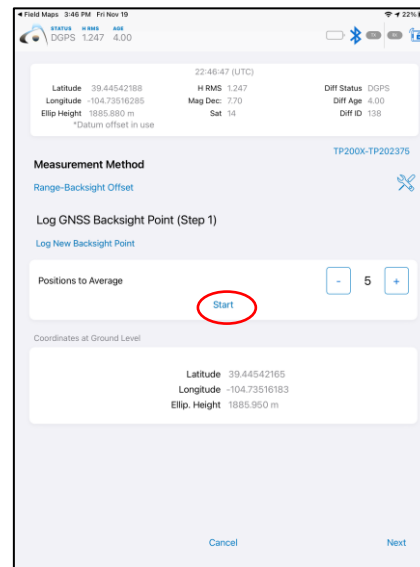 ◀ Field Maps 3:46 PM Fri Nov 19 22%
STATUS H RMS AGE
DGPS 1.247 4.00
22:46:47 (UTC)
Latitude 39.44542188 H RMS 1.247 Diff Status DGPS
Longitude -104.73516285 Mag Dec: 7.70 Diff Age 4.00
Ellip Height 1885.880 m Sat 14 Diff ID 138
*Datum offset in use
TP200X-TP202375
Measurement Method
Range-Backsight Offset
Log GNSS Backsight Point (Step 1)
Log New Backsight Point
Positions to Average - 5 +
Start
Coordinates at Ground Level
Latitude 39.44542165
Longitude -104.73516183
Ellip. Height 1885.950 m
Cancel Next